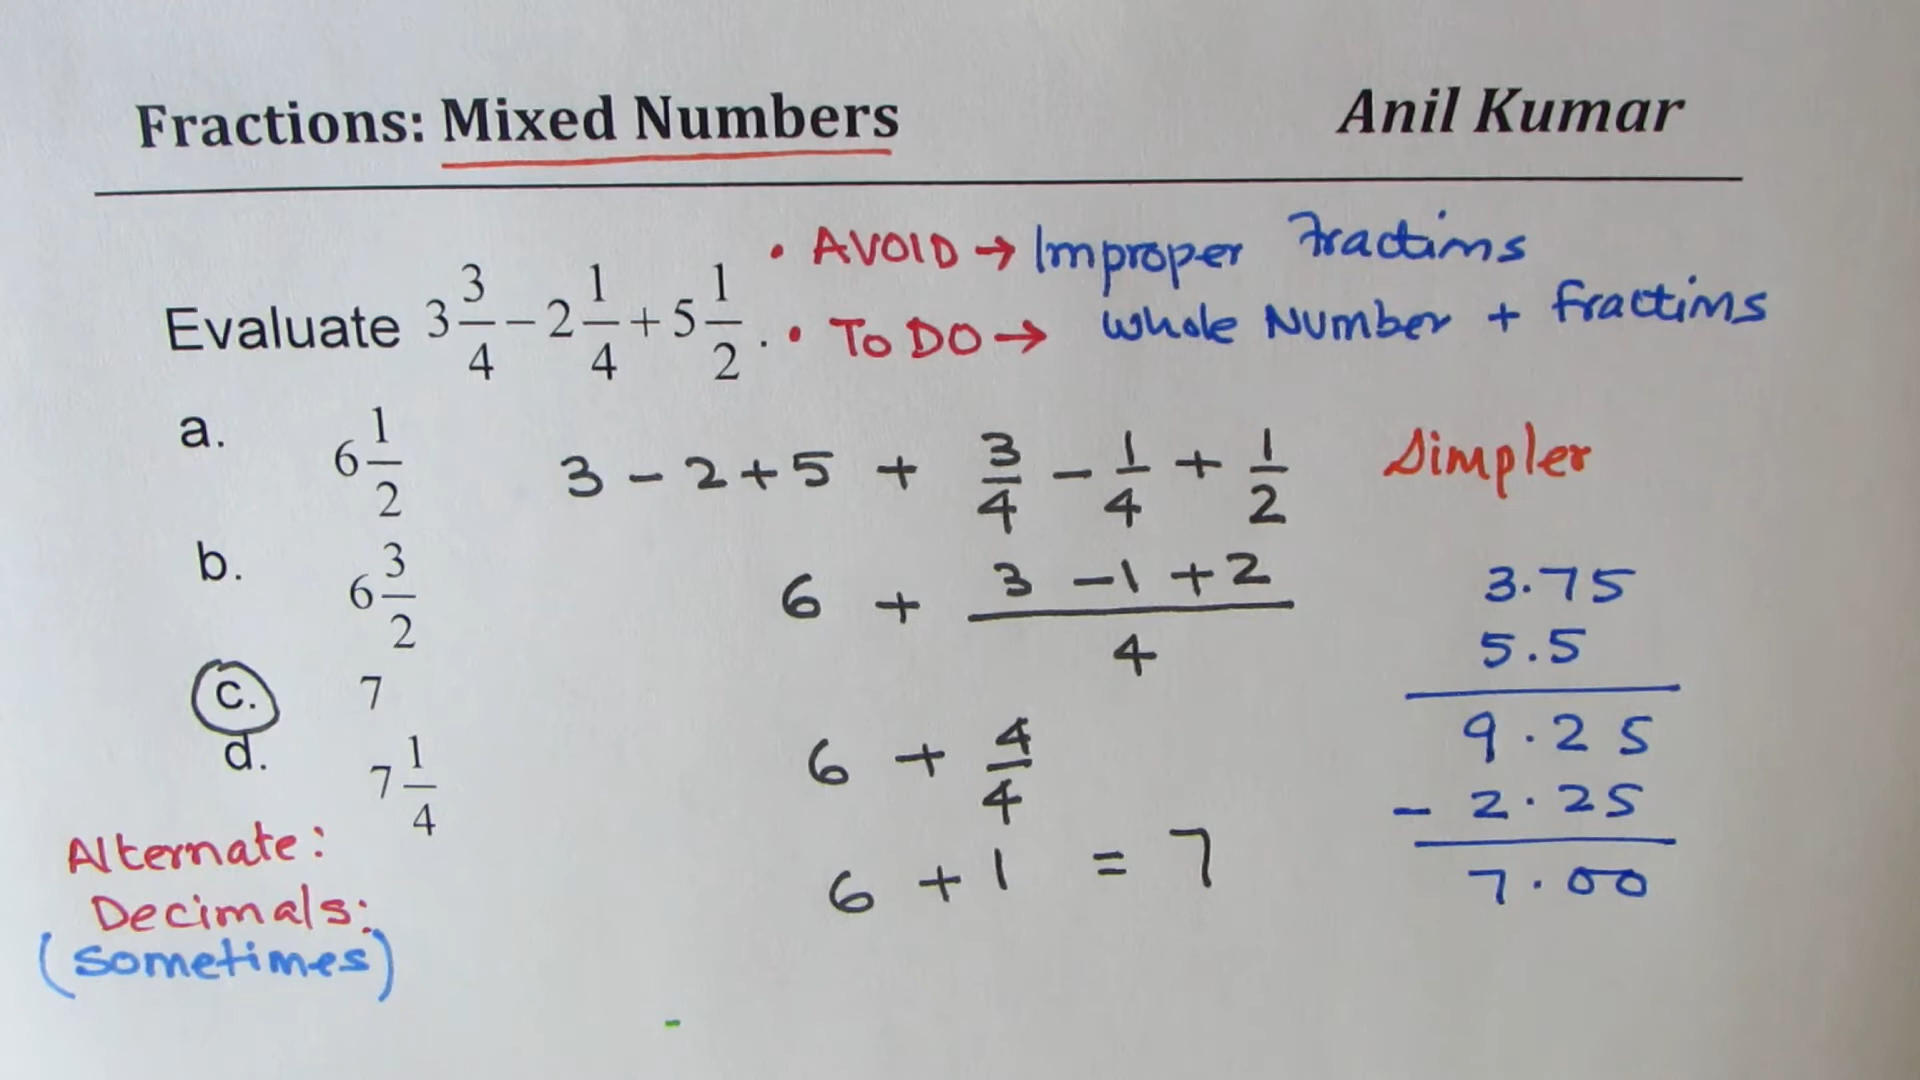 Fractions: Mixed Numbers
Anil Kumar
Evaluate 3 3/4 − 2 1/4 + 5 1/2 .
• AVOID → Improper Fractions
• To DO → Whole Number + Fractions
a. 6 1/2
b. 6 3/2
c. 7
d. 7 1/4
Alternate:
Decimals:
(Sometimes)
3 − 2 + 5 + 3/4 − 1/4 + 1/2
6 + (3 − 1 + 2)/4
6 + 4/4
6 + 1 = 7
Simpler
3.75
5.5
9.25
− 2.25
7.00